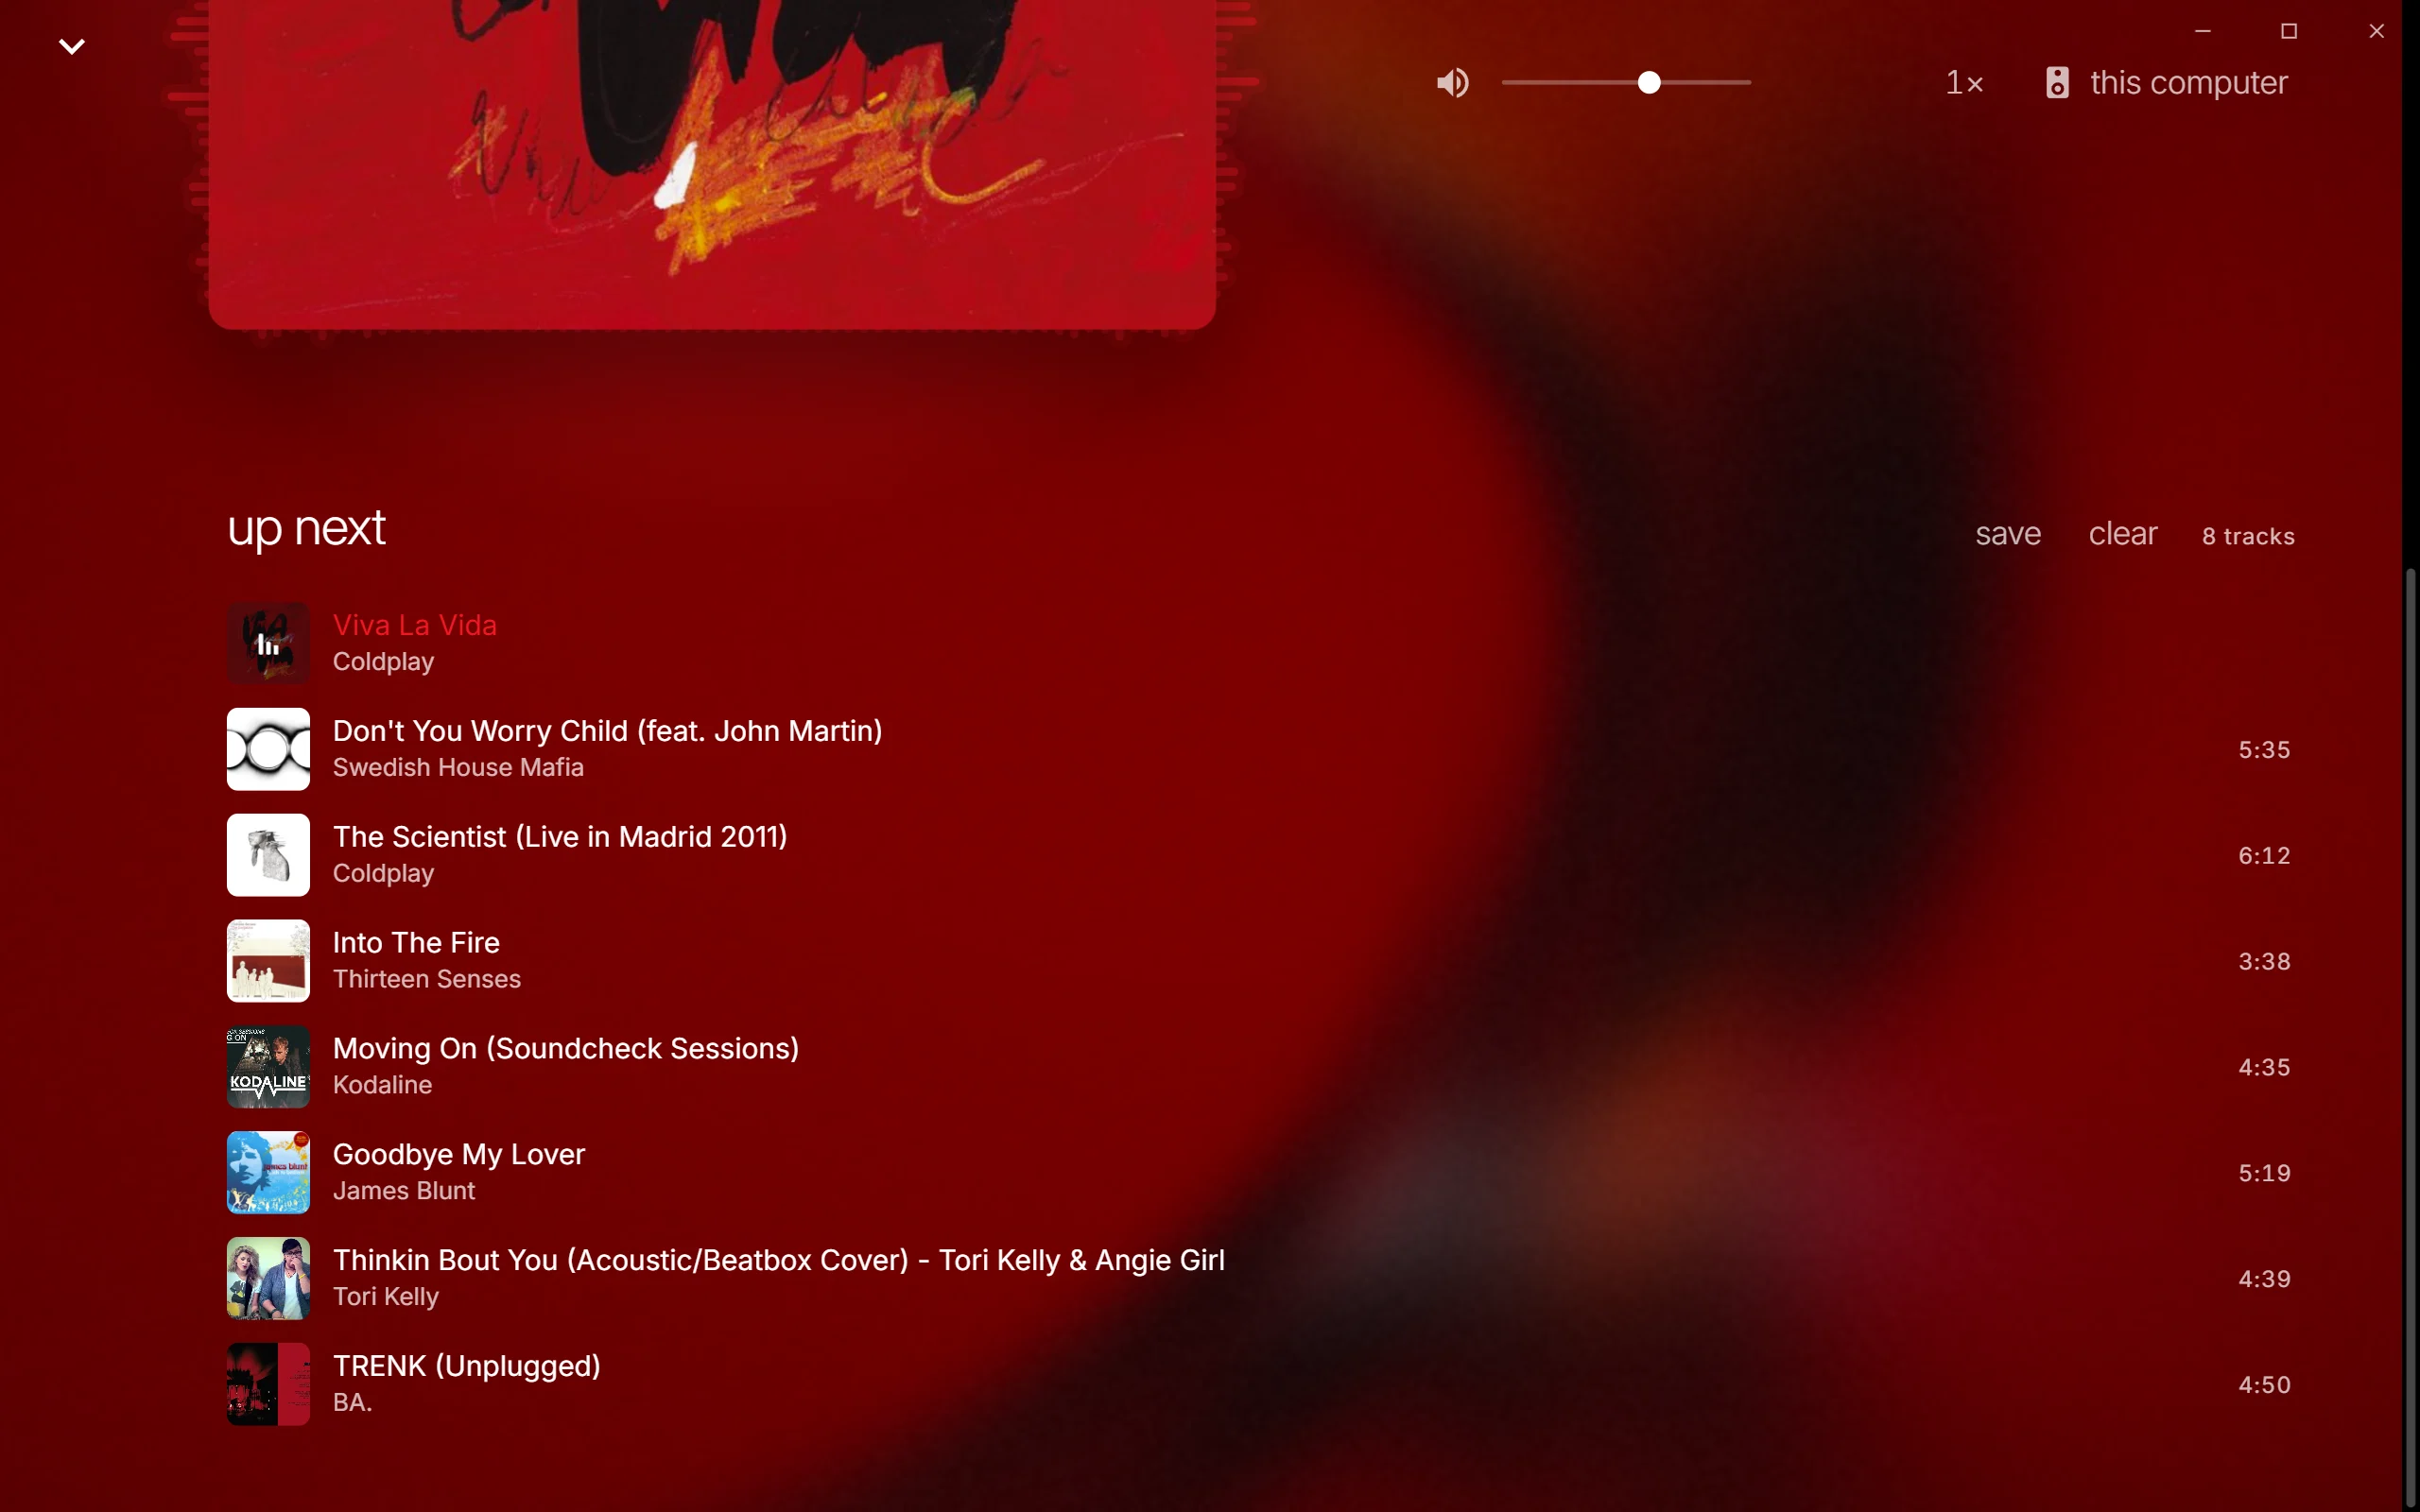 1×
this computer
up next
save
clear
8 tracks
Viva La Vida
Coldplay
Don't You Worry Child (feat. John Martin)
Swedish House Mafia
5:35
The Scientist (Live in Madrid 2011)
Coldplay
6:12
Into The Fire
Thirteen Senses
3:38
Moving On (Soundcheck Sessions)
Kodaline
4:35
KODALINE
Goodbye My Lover
James Blunt
5:19
james blunt
Thinkin Bout You (Acoustic/Beatbox Cover) - Tori Kelly & Angie Girl
Tori Kelly
4:39
TRENK (Unplugged)
BA.
4:50